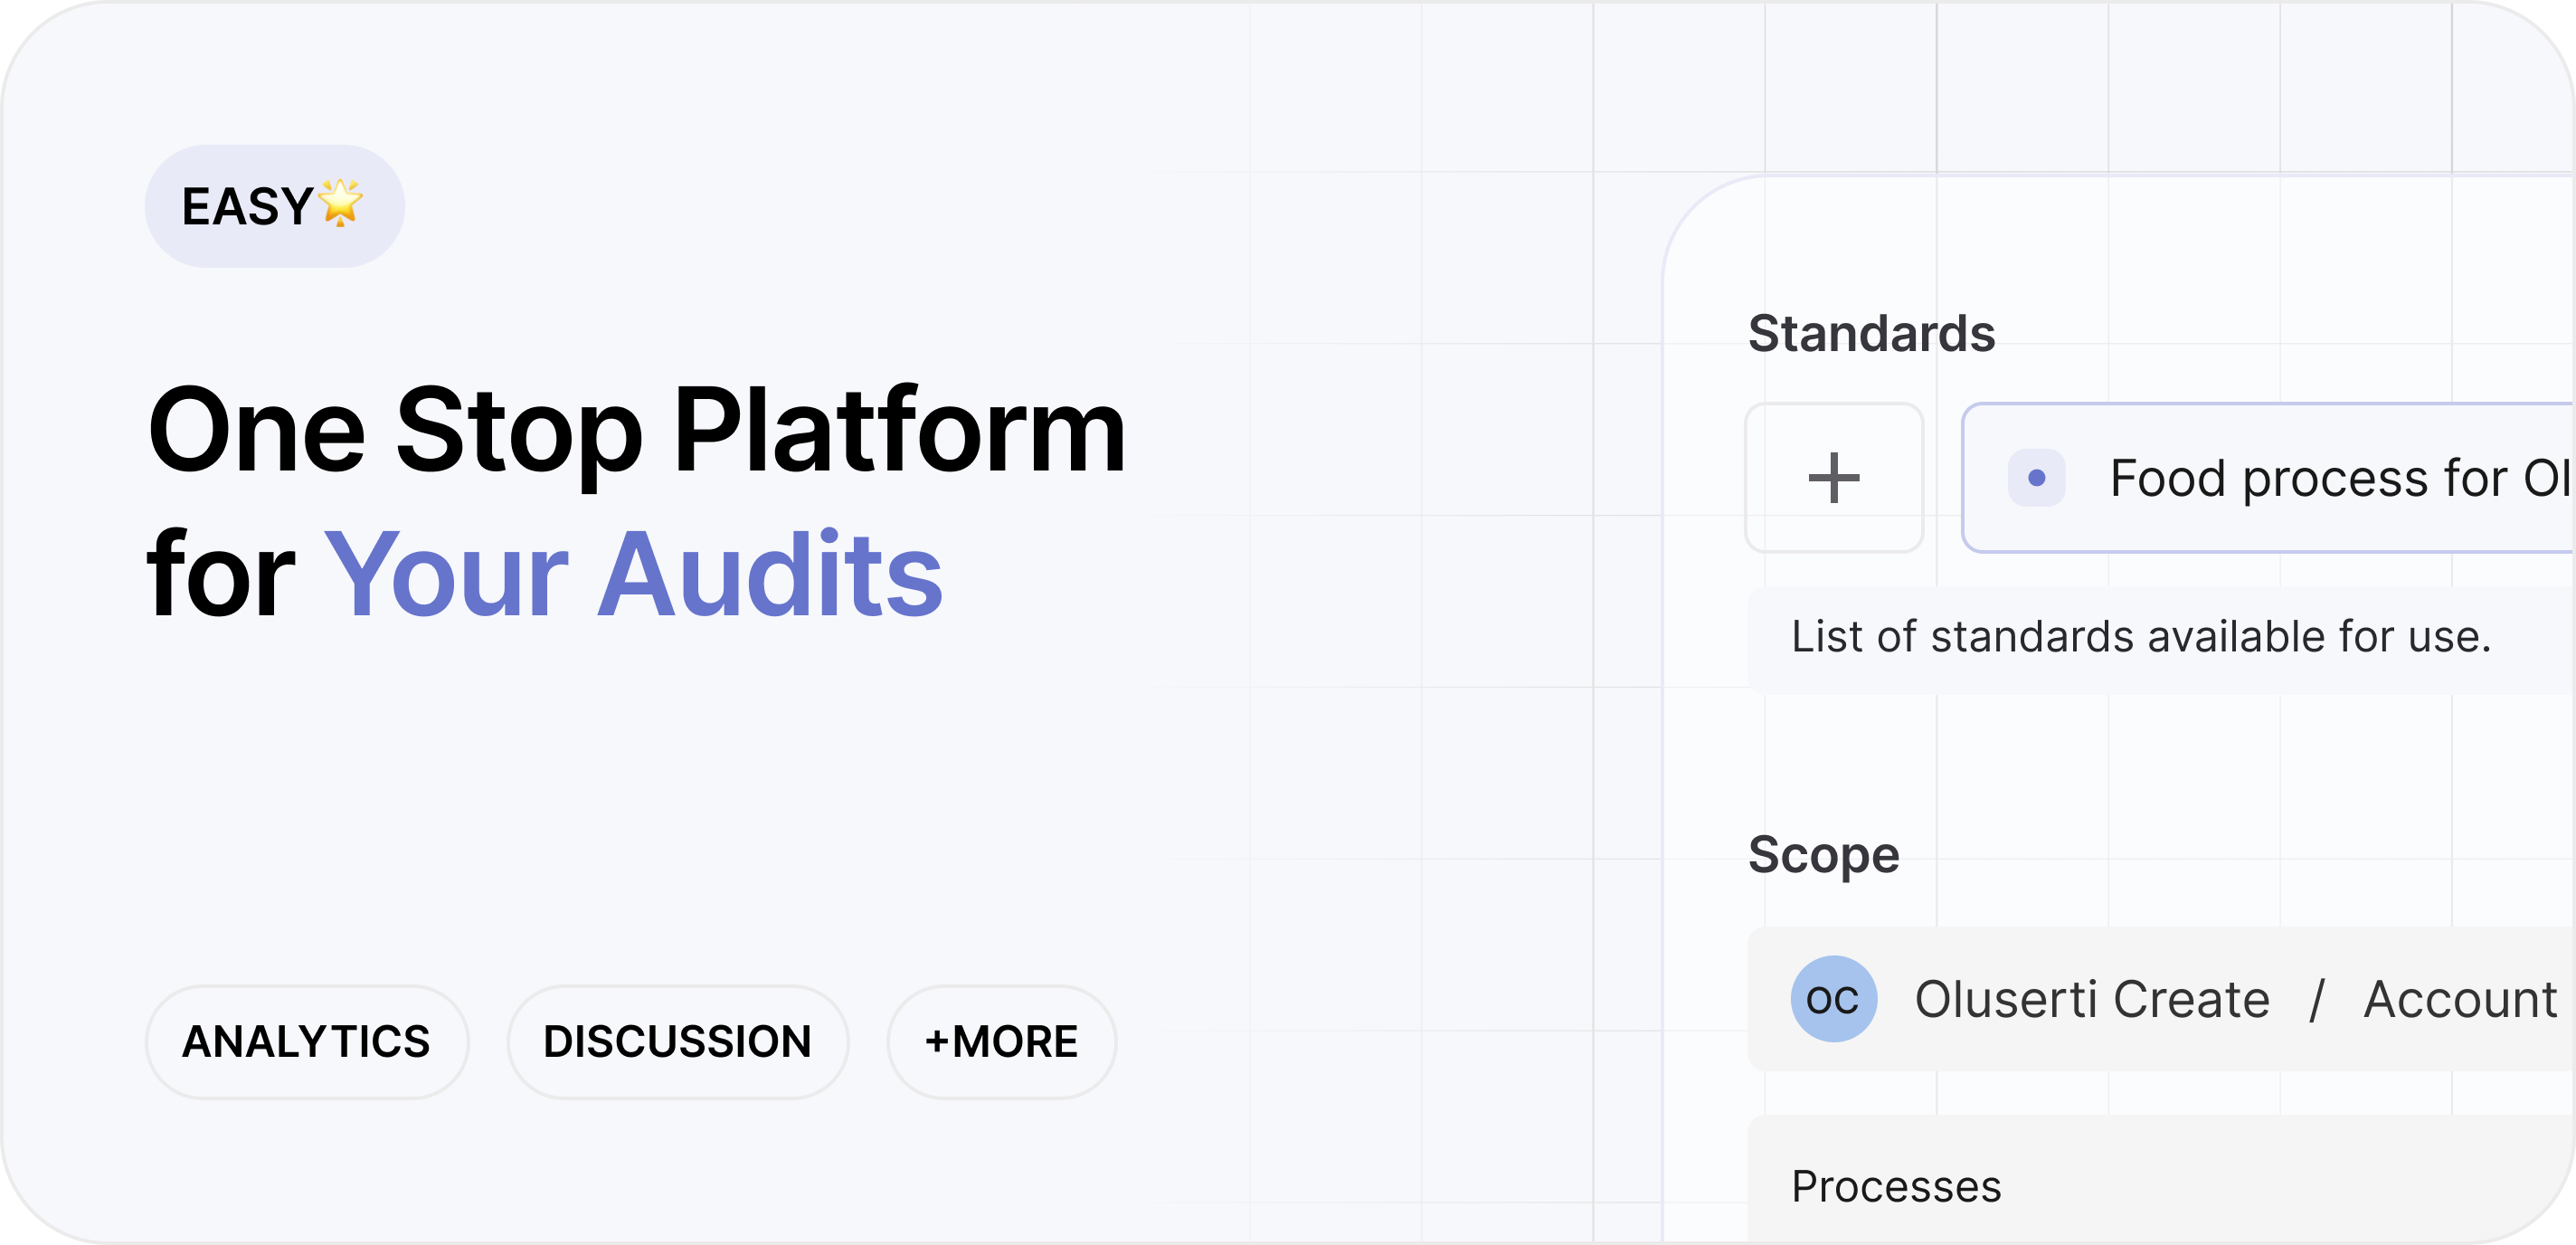 EASY🌟
One Stop Platform
for Your Audits
ANALYTICS
DISCUSSION
+MORE
Standards
+
Food process for
List of standards available for use.
Scope
OC
Oluserti Create / Account
Processes